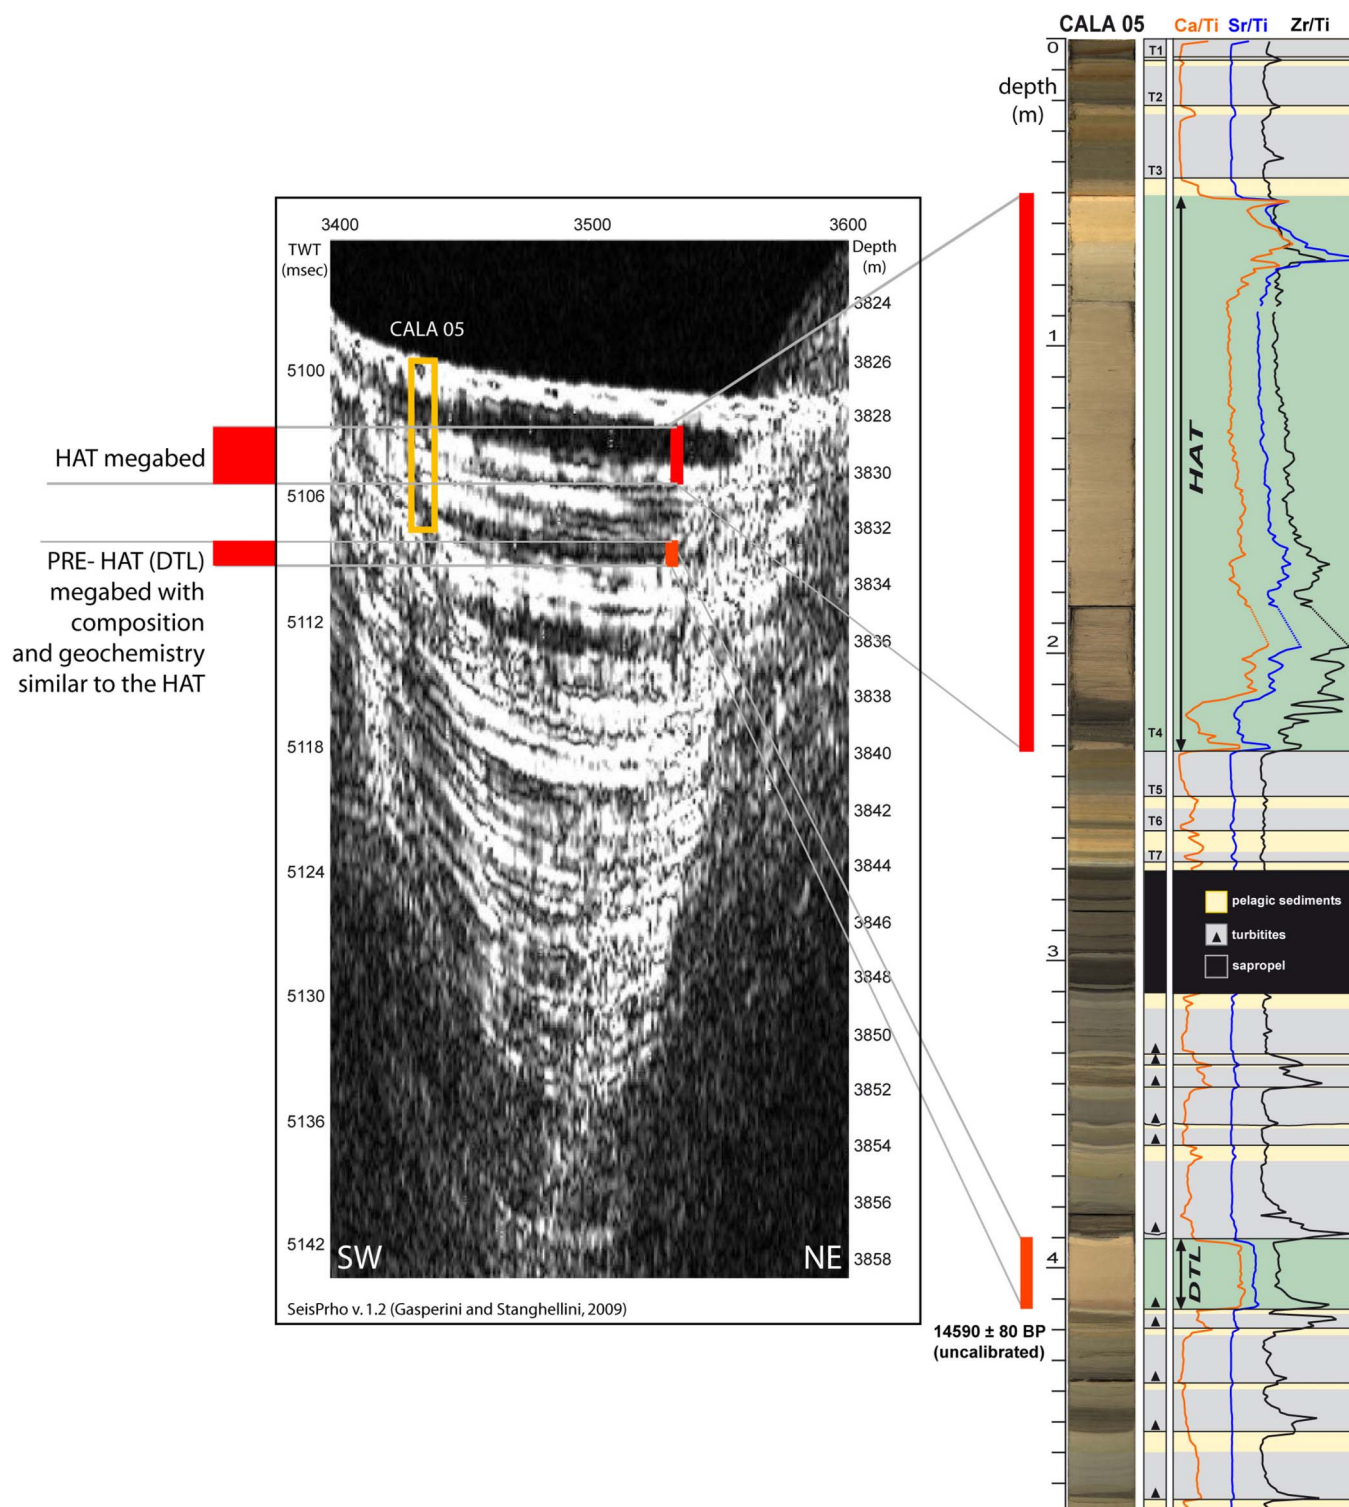 CALA 05 Ca/Ti Sr/Ti Zr/Ti
0
depth
(m)
T1
T2
T3
3400 3500 3600
TWT
(msec)
Depth
(m)
CALA 05
3824
5100
3826
3828
HAT megabed
3830
5106
3832
PRE- HAT (DTL)
megabed with
composition
and geochemistry
similar to the HAT
3834
5112
3836
3838
5118
3840
3842
5124
3844
3846
3848
5130
3850
3852
5136
3854
3856
5142
3858
SW NE
SeisPrho v. 1.2 (Gasperini and Stanghellini, 2009)
1
HAT
2
T4
T5
T6
T7
pelagic sediments
turbitites
sapropel
3
4
DTL
14590 ± 80 BP
(uncalibrated)